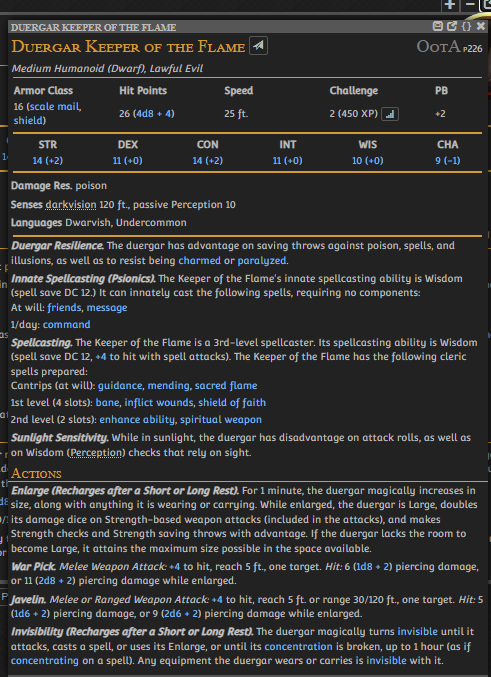 DUERGAR KEEPER OF THE FLAME
DUERGAR KEEPER OF THE FLAME
OotA p226
Medium Humanoid (Dwarf), Lawful Evil
Armor Class Hit Points Speed Challenge PB
16 (scale mail, shield) 26 (4d8 + 4) 25 ft. 2 (450 XP) +2
STR DEX CON INT WIS CHA
14 (+2) 11 (+0) 14 (+2) 11 (+0) 10 (+0) 9 (−1)
Damage Res. poison
Senses darkvision 120 ft., passive Perception 10
Languages Dwarvish, Undercommon
Duergar Resilience. The duergar has advantage on saving throws against poison, spells, and
illusions, as well as to resist being charmed or paralyzed.
Innate Spellcasting (Psionics). The Keeper of the Flame's innate spellcasting ability is Wisdom
(spell save DC 12.) It can innately cast the following spells, requiring no components:
At will: friends, message
1/day: command
Spellcasting. The Keeper of the Flame is a 3rd-level spellcaster. Its spellcasting ability is Wisdom
(spell save DC 12, +4 to hit with spell attacks). The Keeper of the Flame has the following cleric
spells prepared:
Cantrips (at will): guidance, mending, sacred flame
1st level (4 slots): bane, inflict wounds, shield of faith
2nd level (2 slots): enhance ability, spiritual weapon
Sunlight Sensitivity. While in sunlight, the duergar has disadvantage on attack rolls, as well as
on Wisdom (Perception) checks that rely on sight.
ACTIONS
Enlarge (Recharges after a Short or Long Rest). For 1 minute, the duergar magically increases in
size, along with anything it is wearing or carrying. While enlarged, the duergar is Large, doubles
its damage dice on Strength-based weapon attacks (included in the attacks), and makes
Strength checks and Strength saving throws with advantage. If the duergar lacks the room to
become Large, it attains the maximum size possible in the space available.
War Pick. Melee Weapon Attack: +4 to hit, reach 5 ft., one target. Hit: 6 (1d8 + 2) piercing damage,
or 11 (2d8 + 2) piercing damage while enlarged.
Javelin. Melee or Ranged Weapon Attack: +4 to hit, reach 5 ft. or range 30/120 ft., one target. Hit: 5
(1d6 + 2) piercing damage, or 9 (2d6 + 2) piercing damage while enlarged.
Invisibility (Recharges after a Short or Long Rest). The duergar magically turns invisible until it
attacks, casts a spell, or uses its Enlarge, or until its concentration is broken, up to 1 hour (as if
concentrating on a spell). Any equipment the duergar wears or carries is invisible with it.